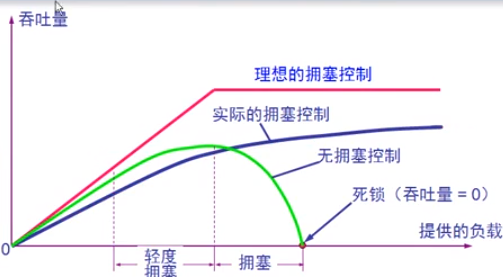 吞吐量
理想的拥塞控制
实际的拥塞控制
无拥塞控制
死锁（吞吐量 = 0）
提供的负载
0
轻度
拥塞
拥塞